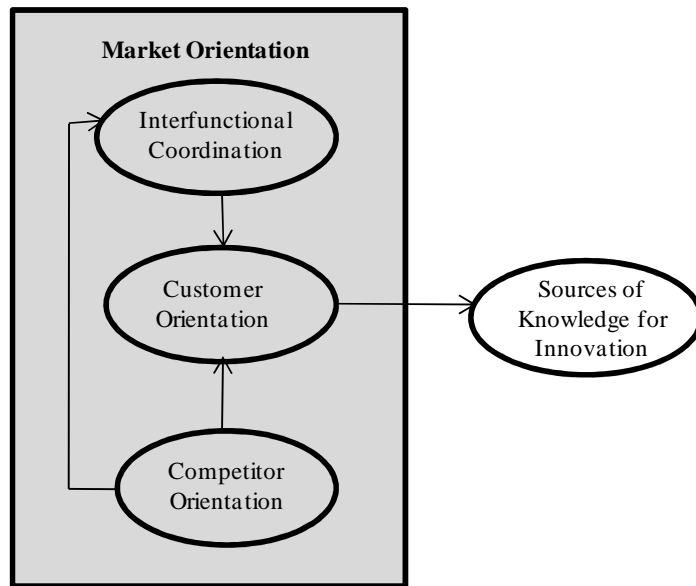 Market Orientation
Interfunctional
Coordination
Customer
Orientation
Sources of
Knowledge for
Innovation
Competitor
Orientation